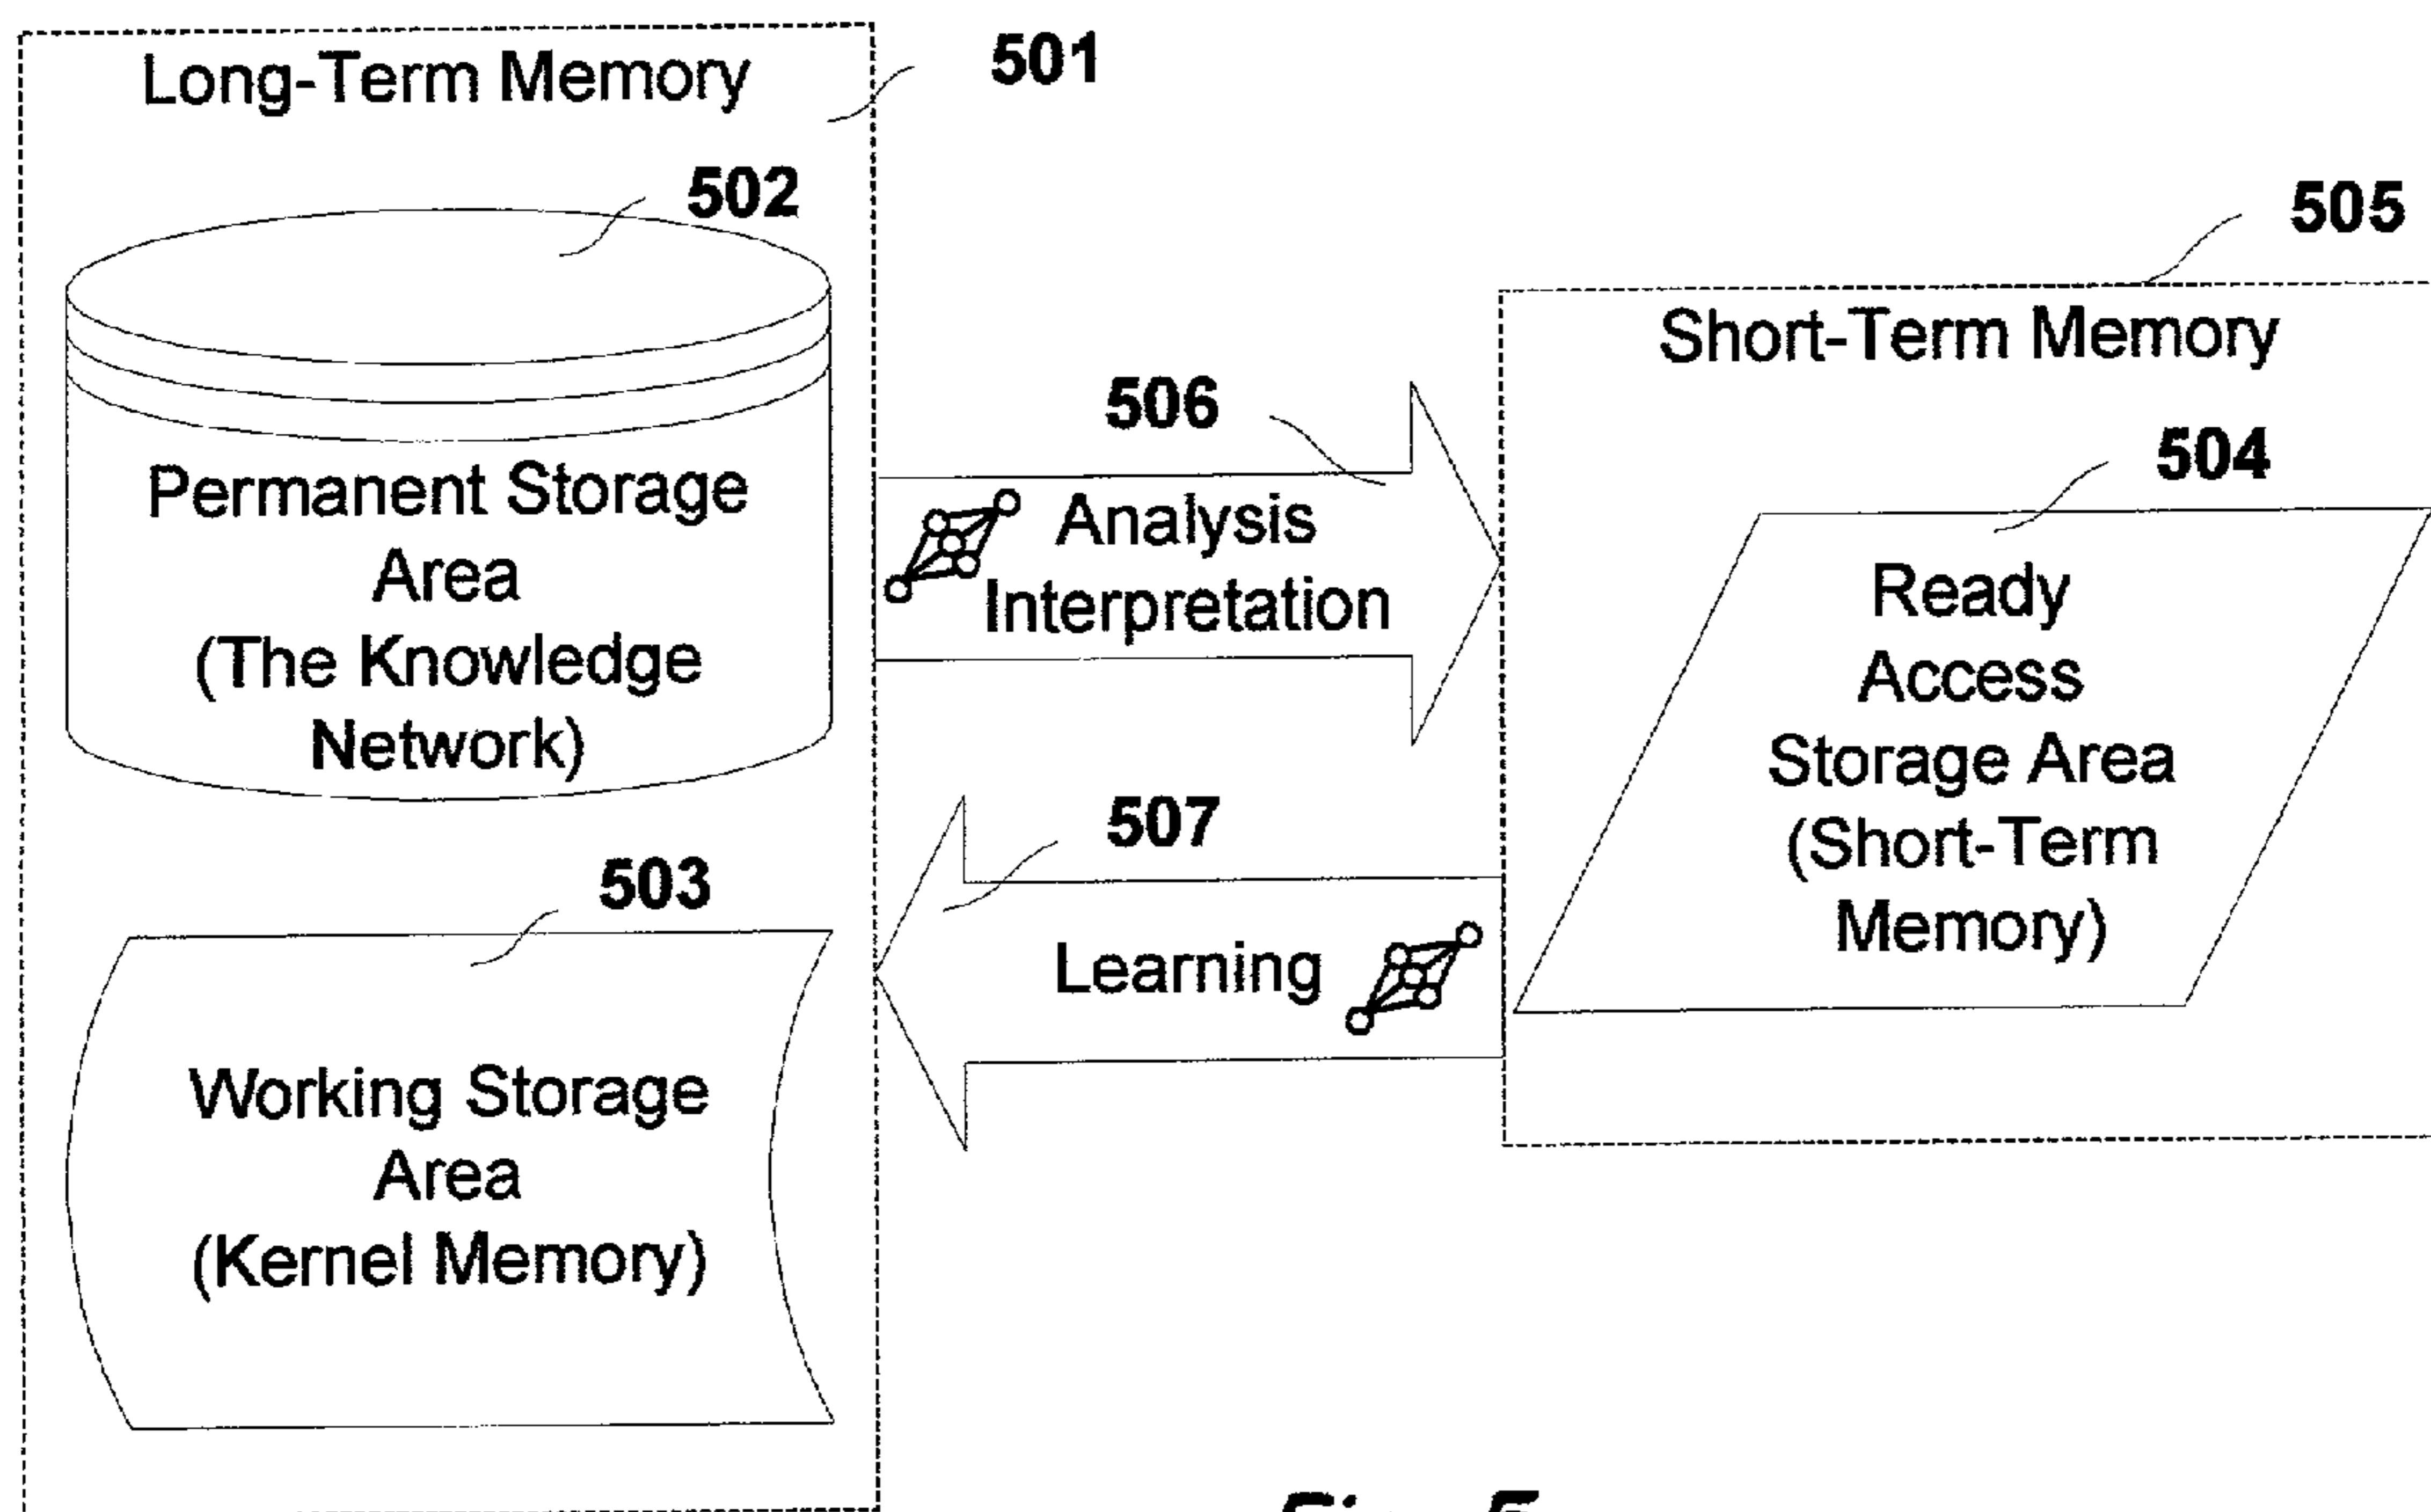 Long-Term Memory
501
502
Permanent Storage
Area
(The Knowledge
Network)
503
Working Storage
Area
(Kernel Memory)
506
Analysis
Interpretation
507
Learning
505
Short-Term Memory
504
Ready
Access
Storage Area
(Short-Term
Memory)